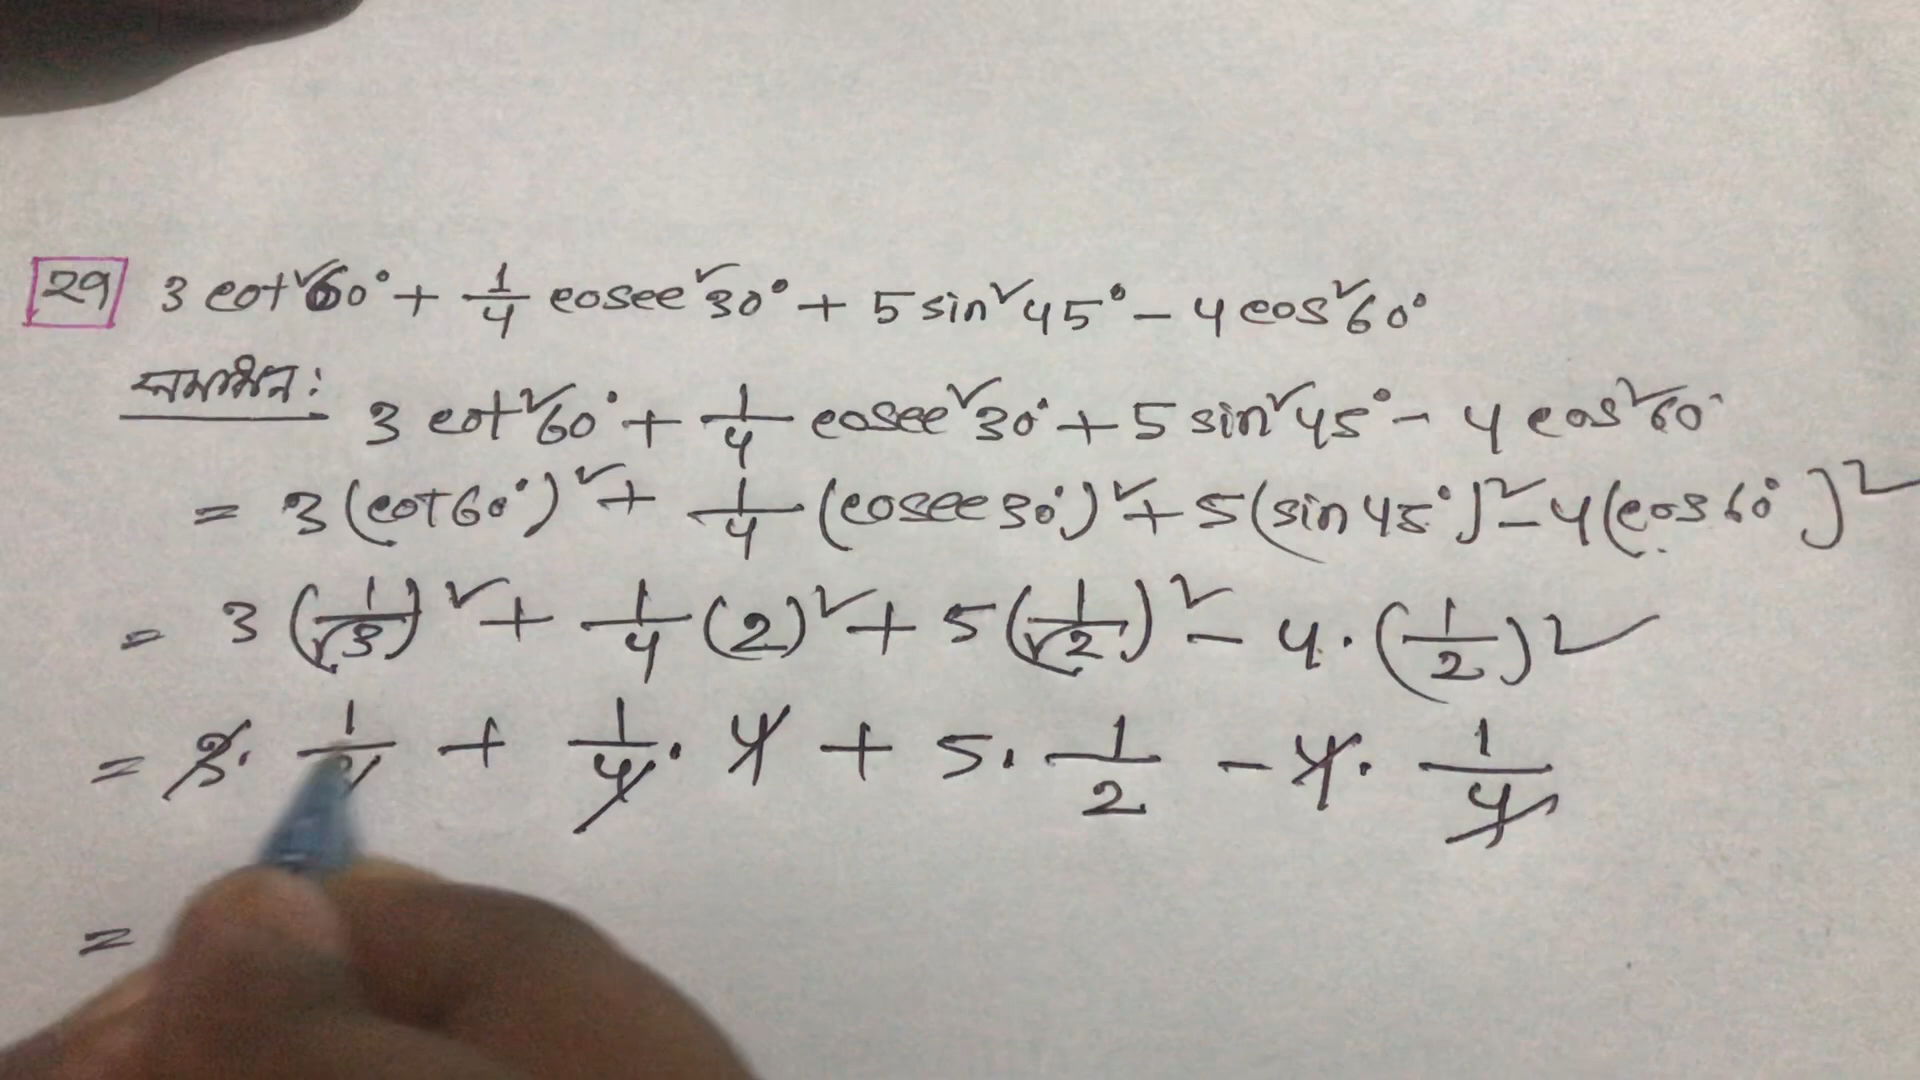 29 3 cot²60° + 1/4 cosec²30° + 5 sin²45° - 4 cos²60°
সমাধান: 3 cot²60° + 1/4 cosec²30° + 5 sin²45° - 4 cos²60°
= 3 (cot60°)² + 1/4 (cosec30°)² + 5 (sin45°)² - 4 (cos60°)²
= 3 (1/√3)² + 1/4 (2)² + 5 (1/√2)² - 4 · (1/2)²
= 3 · 1/3 + 1/4 · 4 + 5 · 1/2 - 4 · 1/4
=